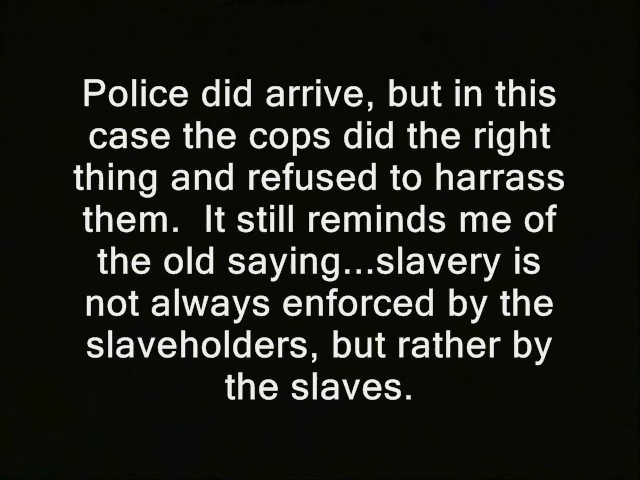 Police did arrive, but in this
case the cops did the right
thing and refused to harrass
them.  It still reminds me of
the old saying...slavery is
not always enforced by the
slaveholders, but rather by
the slaves.